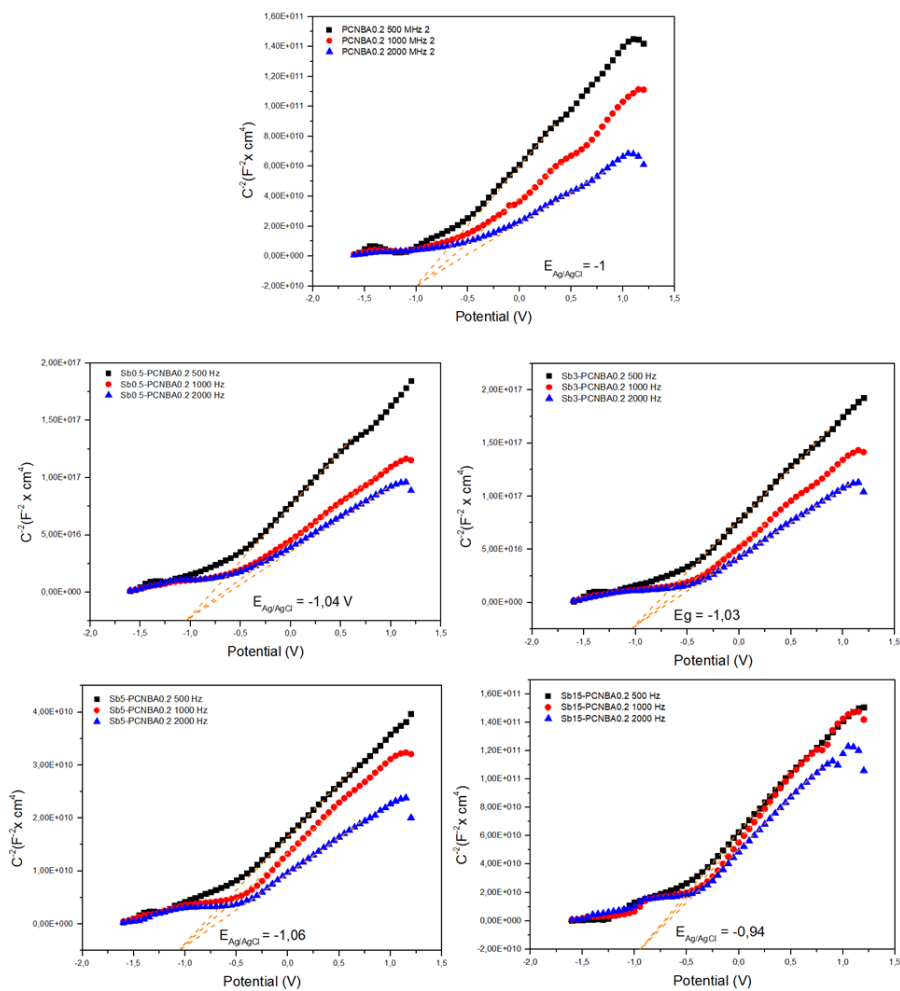 PCNBA0.2 500 MHz 2
PCNBA0.2 1000 MHz 2
PCNBA0.2 2000 MHz 2
1,60E+011
1,40E+011
1,20E+011
1,00E+011
8,00E+010
6,00E+010
4,00E+010
2,00E+010
0,00E+000
-2,00E+010
C-2(F-2x cm4)
E Ag/AgCl = -1
-2,0 -1,5 -1,0 -0,5 0,0 0,5 1,0 1,5
Potential (V)
Sb0.5-PCNBA0.2 500 Hz
Sb0.5-PCNBA0.2 1000 Hz
Sb0.5-PCNBA0.2 2000 Hz
2,00E+017
1,50E+017
1,00E+017
5,00E+016
0,00E+000
C-2(F-2 x cm4)
E Ag/AgCl = -1,04 V
-2,0 -1,5 -1,0 -0,5 0,0 0,5 1,0 1,5
Potential (V)
Sb3-PCNBA0.2 500 Hz
Sb3-PCNBA0.2 1000 Hz
Sb3-PCNBA0.2 2000 Hz
2,00E+017
1,50E+017
1,00E+017
5,00E+016
0,00E+000
C-2(F-2 x cm4)
Eg = -1,03
-2,0 -1,5 -1,0 -0,5 0,0 0,5 1,0 1,5
Potential (V)
Sb5-PCNBA0.2 500 Hz
Sb5-PCNBA0.2 1000 Hz
Sb5-PCNBA0.2 2000 Hz
4,00E+010
3,00E+010
2,00E+010
1,00E+010
0,00E+000
C-2(F-2 x cm4)
E Ag/AgCl = -1,06
-2,0 -1,5 -1,0 -0,5 0,0 0,5 1,0 1,5
Potential (V)
Sb15-PCNBA0.2 500 Hz
Sb15-PCNBA0.2 1000 Hz
Sb15-PCNBA0.2 2000 Hz
1,60E+011
1,40E+011
1,20E+011
1,00E+011
8,00E+010
6,00E+010
4,00E+010
2,00E+010
0,00E+000
-2,00E+010
C-2(F-2 x cm4)
E Ag/AgCl = -0,94
-2,0 -1,5 -1,0 -0,5 0,0 0,5 1,0 1,5
Potential (V)